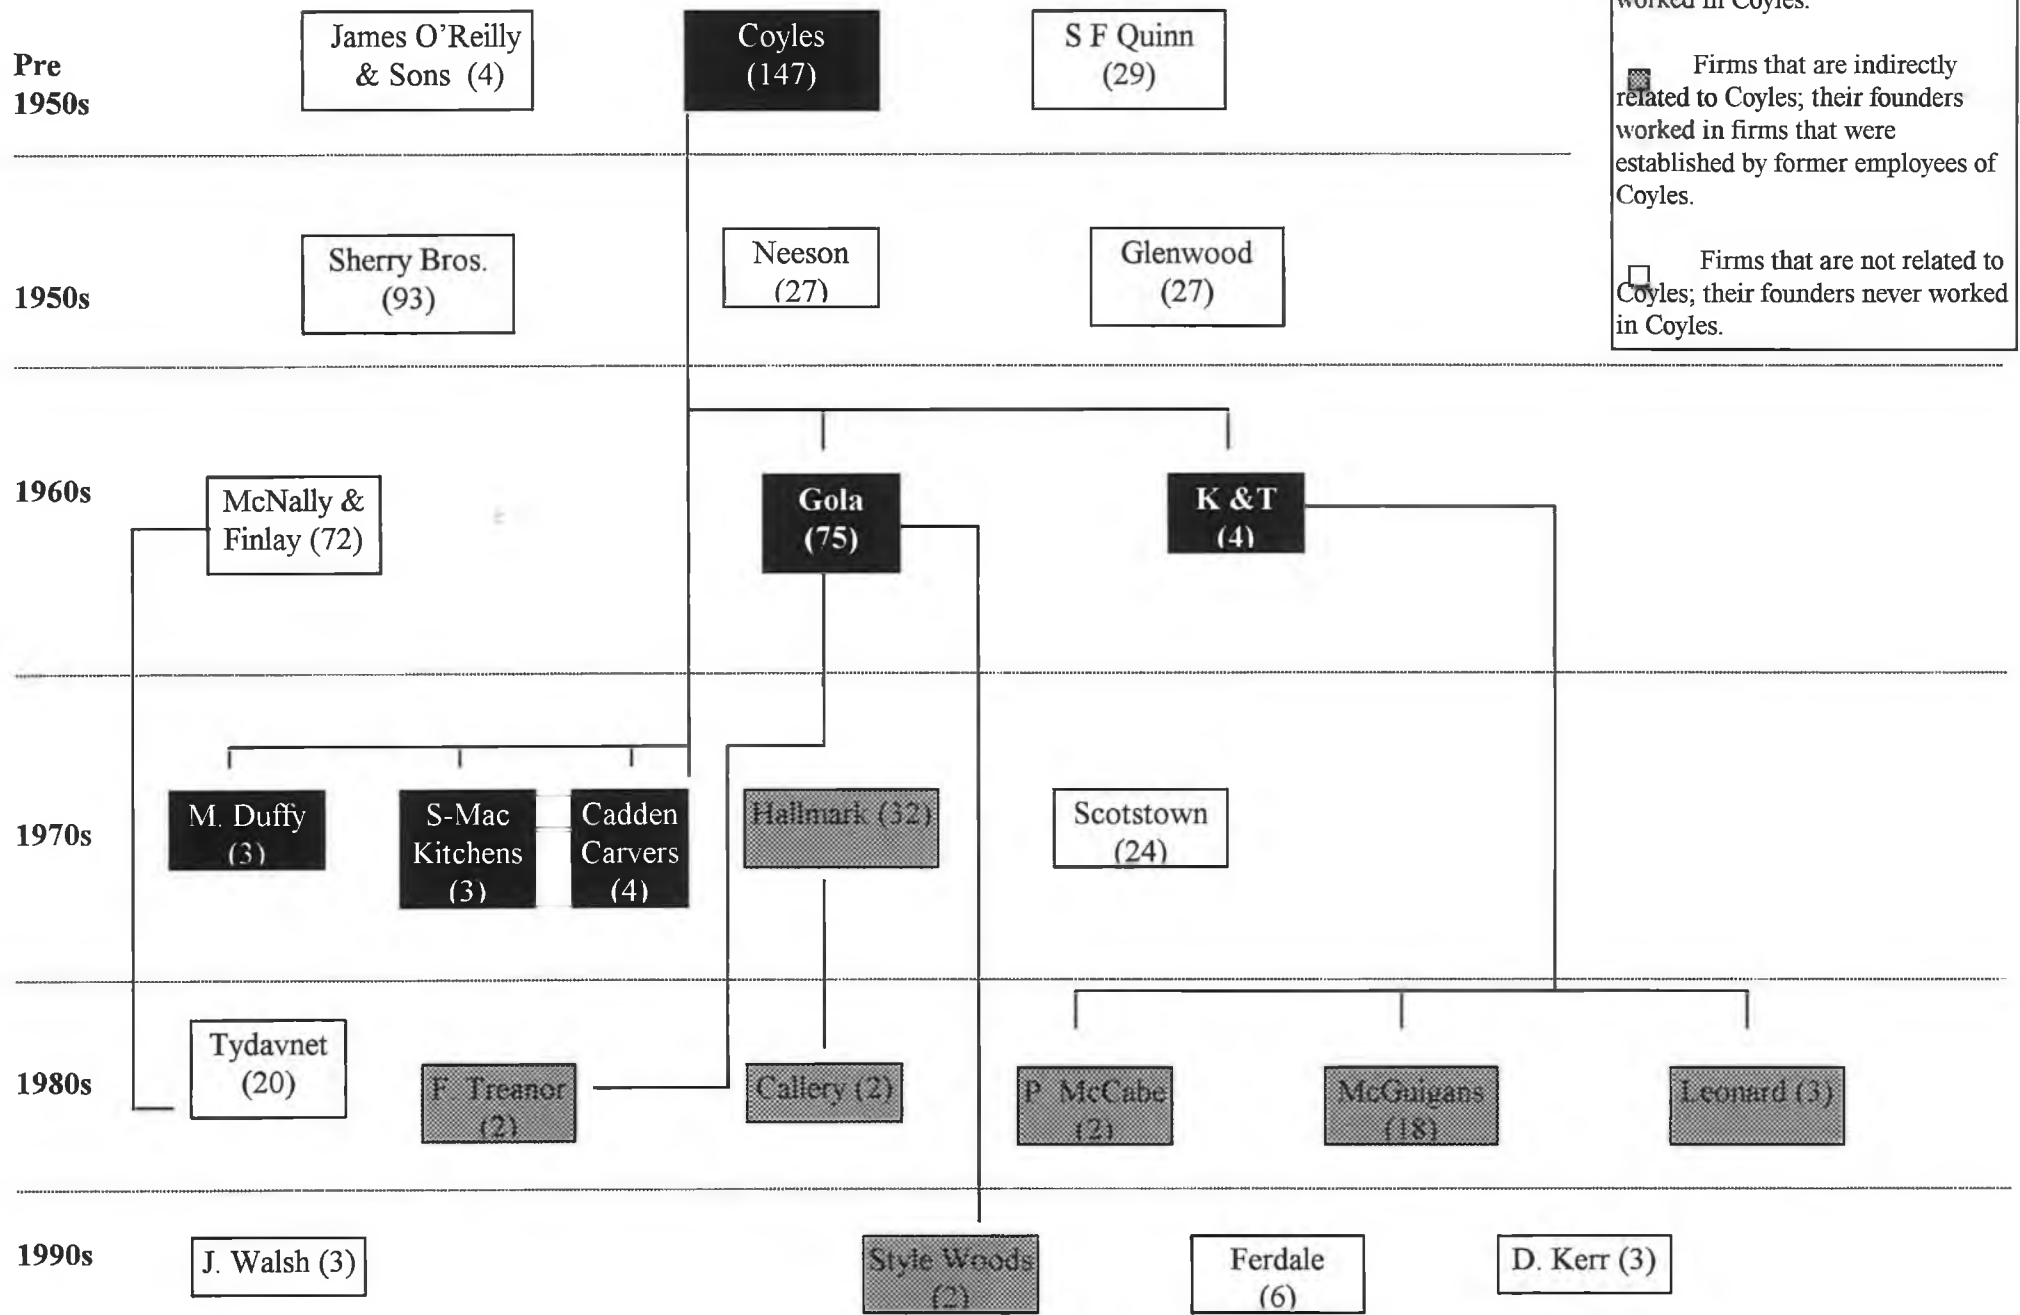 Pre
1950s
James O'Reilly
& Sons (4)
Coyles
(147)
S F Quinn
(29)
worked in Coyles.
Firms that are indirectly
related to Coyles; their founders
worked in firms that were
established by former employees of
Coyles.
Firms that are not related to
Coyles; their founders never worked
in Coyles.
1950s
Sherry Bros.
(93)
Neeson
(27)
Glenwood
(27)
1960s
McNally &
Finlay (72)
Gola
(75)
K &T
(4)
1970s
M. Duffy
(3)
S-Mac
Kitchens
(3)
Cadden
Carvers
(4)
Hallmark (32)
Scotstown
(24)
1980s
Tydavnet
(20)
F. Treanor
(2)
Callery (2)
P McCabe
(2)
McGuigans
(18)
Leonard (3)
1990s
J. Walsh (3)
Style Woods
(2)
Ferdale
(6)
D. Kerr (3)